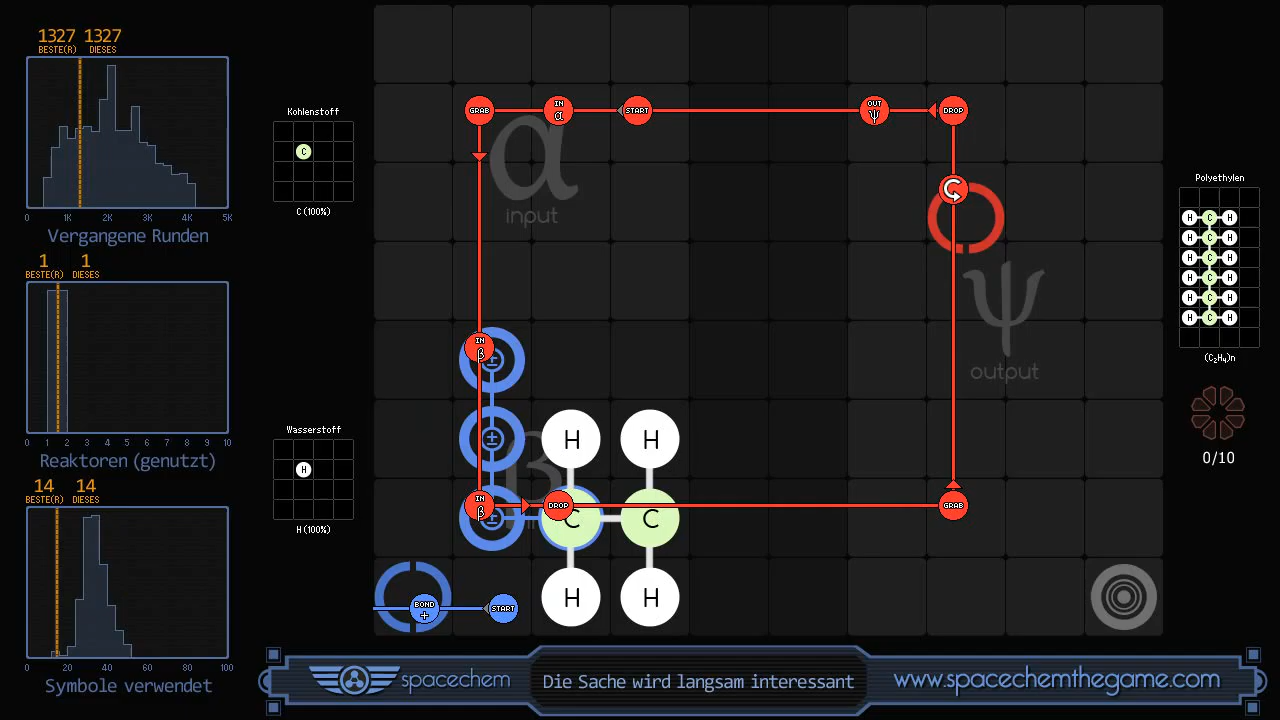 1327 1327
BESTE(R) DIESES
0 1K 2K 3K 4K 5K
Vergangene Runden
1 1
BESTE(R) DIESES
0 1 2 3 4 5 6 7 8 9 10
Reaktoren (genutzt)
14 14
BESTE(R) DIESES
0 20 40 60 80 100
Symbole verwendet
Kohlenstoff
C
C (100%)
Wasserstoff
H
H (100%)
GRAB
IN α
START
OUT ψ
DROP
α
input
IN β
ψ
output
H H
β
IN β
DROP
C C
GRAB
H H
BOND +
START
Polyethylen
H C H
H C H
H C H
H C H
H C H
H C H
(C₂H₄)n
0/10
spacechem
Die Sache wird langsam interessant
www.spacechemthegame.com